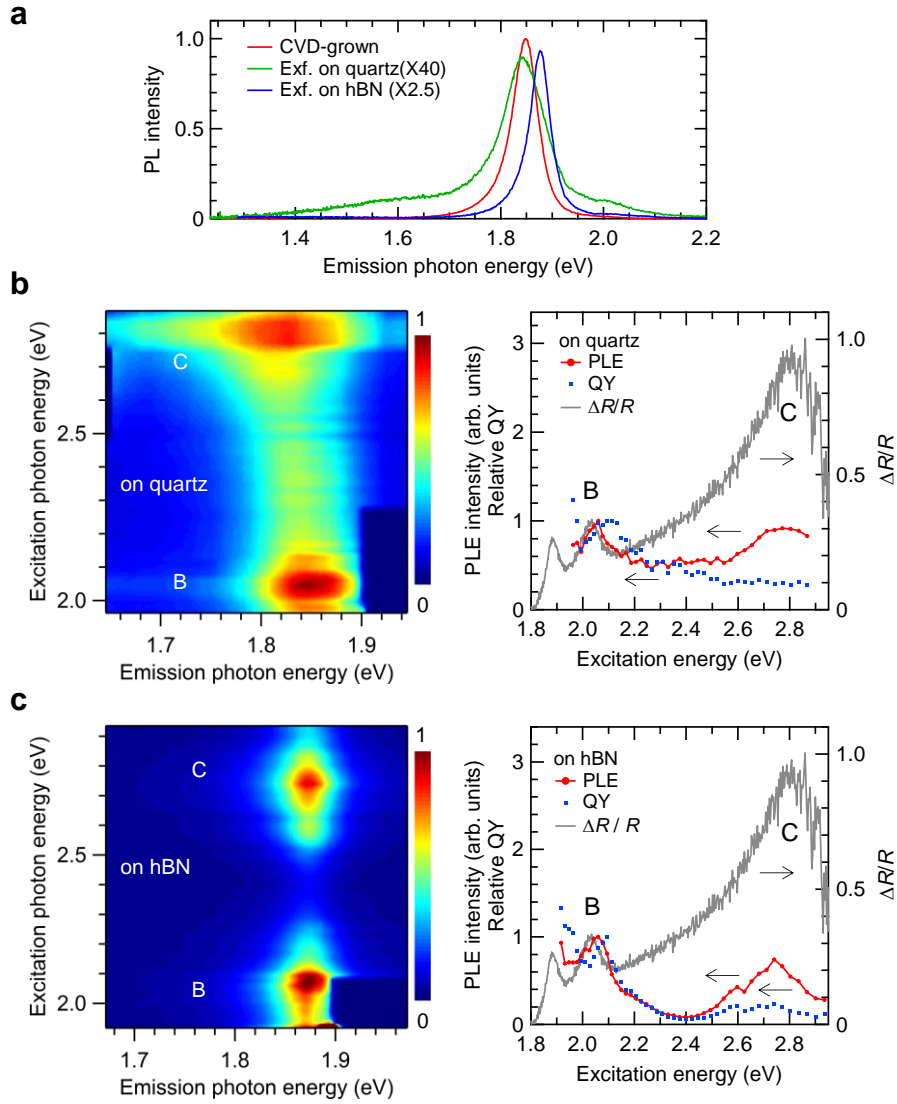 a
CVD-grown
Exf. on quartz(X40)
Exf. on hBN (X2.5)
1.0
0.5
0
PL intensity
1.4
1.6
1.8
2.0
2.2
Emission photon energy (eV)
b
Excitation photon energy (eV)
2.5
2.0
C
on quartz
B
1
0
1.7
1.8
1.9
Emission photon energy (eV)
PLE intensity (arb. units)
Relative QY
3
2
1
0
on quartz
PLE
QY
ΔR/R
B
C
1.0
0.5
0
ΔR/R
1.8 2.0 2.2 2.4 2.6 2.8
Excitation energy (eV)
c
Excitation photon energy (eV)
2.5
2.0
C
on hBN
B
1
0
1.7
1.8
1.9
Emission photon energy (eV)
PLE intensity (arb. units)
Relative QY
3
2
1
0
on hBN
PLE
QY
ΔR / R
B
C
1.0
0.5
0
ΔR/R
1.8 2.0 2.2 2.4 2.6 2.8
Excitation energy (eV)